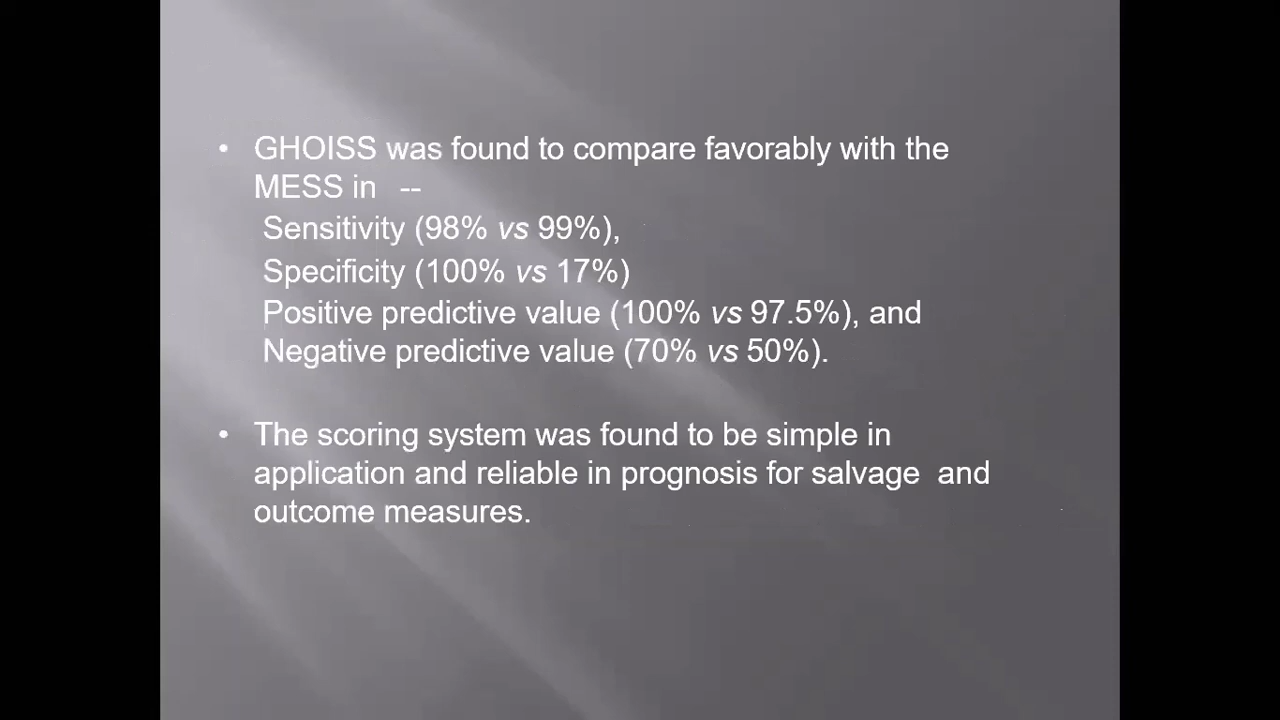 • GHOISS was found to compare favorably with the
MESS in --
Sensitivity (98% vs 99%),
Specificity (100% vs 17%)
Positive predictive value (100% vs 97.5%), and
Negative predictive value (70% vs 50%).
• The scoring system was found to be simple in
application and reliable in prognosis for salvage and
outcome measures.